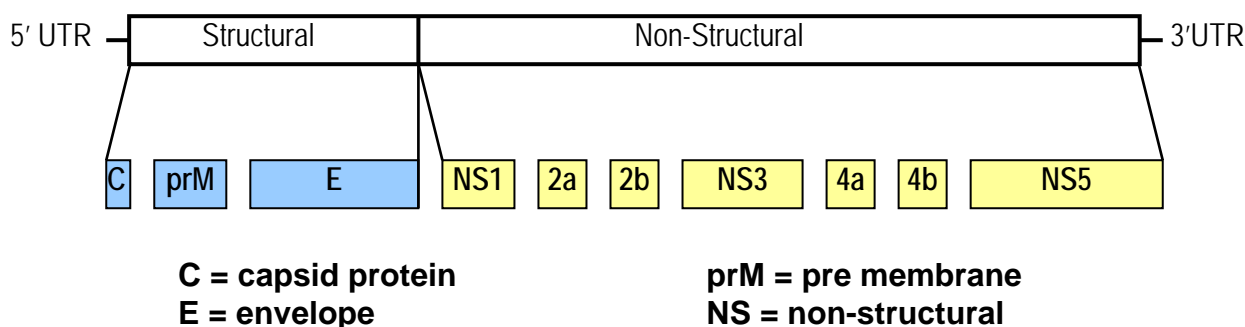 5' UTR Structural Non-Structural 3'UTR
C prM E NS1 2a 2b NS3 4a 4b NS5
C = capsid protein prM = pre membrane
E = envelope NS = non-structural